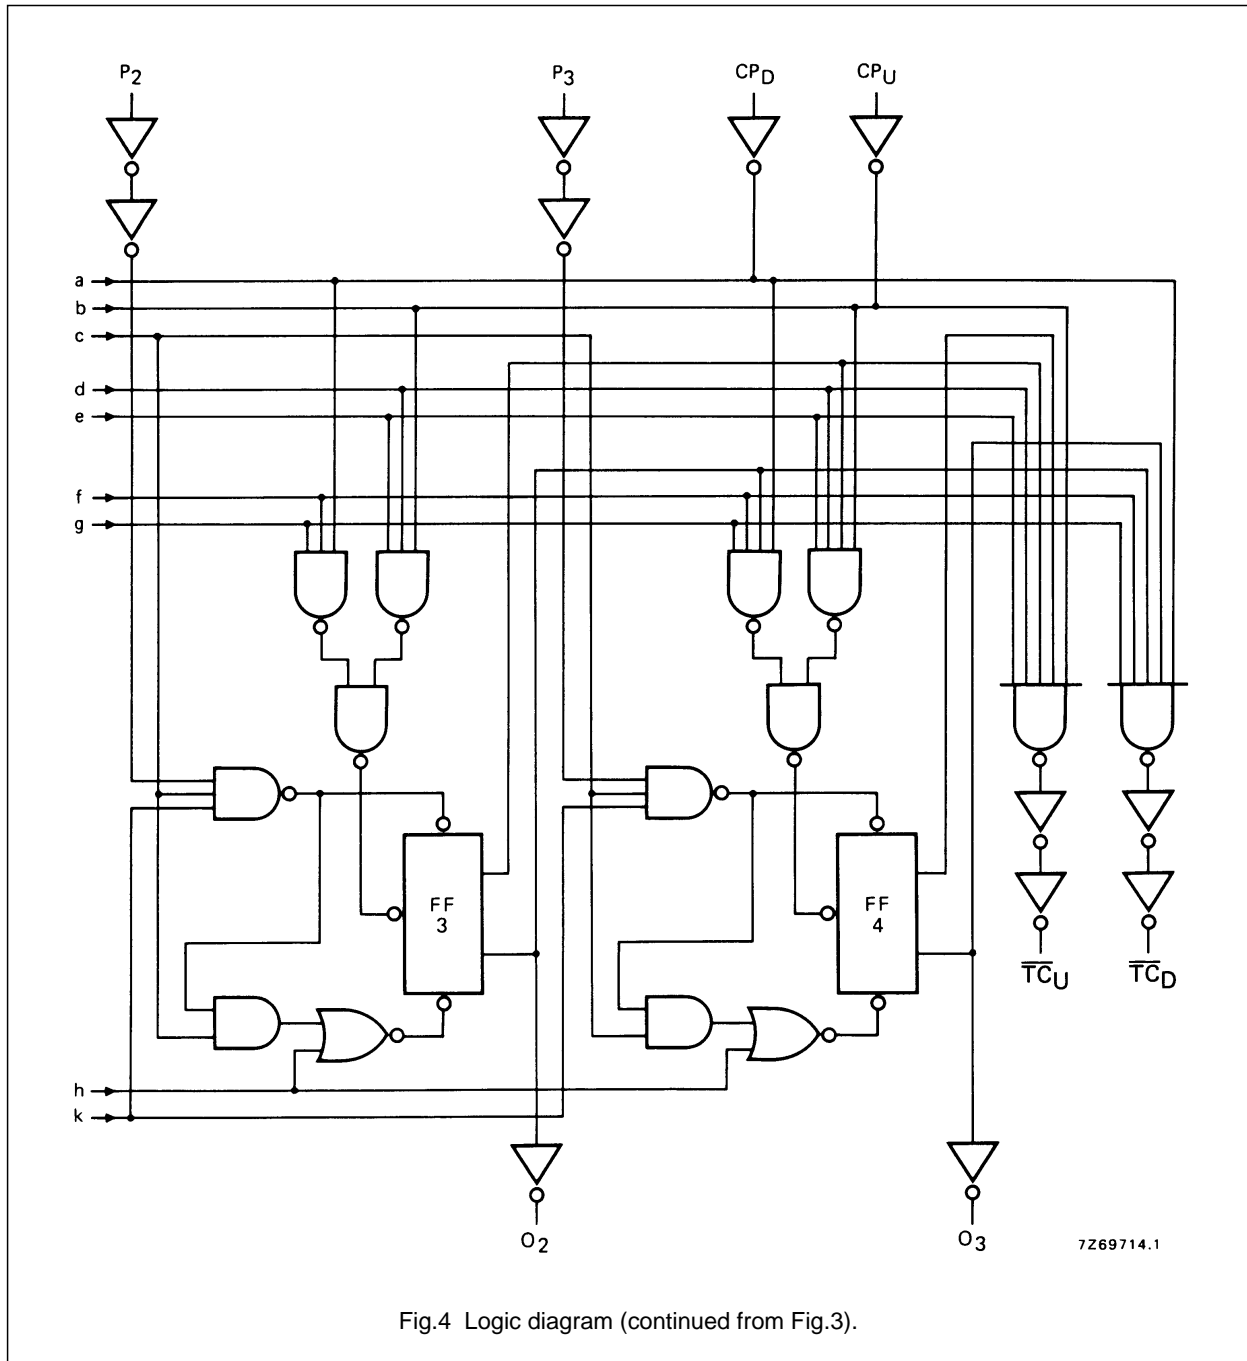 P2 P3 CPD CPU
a
b
c
d
e
f
g
FF FF
3 4
TCU TCD
h
k
O2 O3
7Z69714.1
Fig.4 Logic diagram (continued from Fig.3).